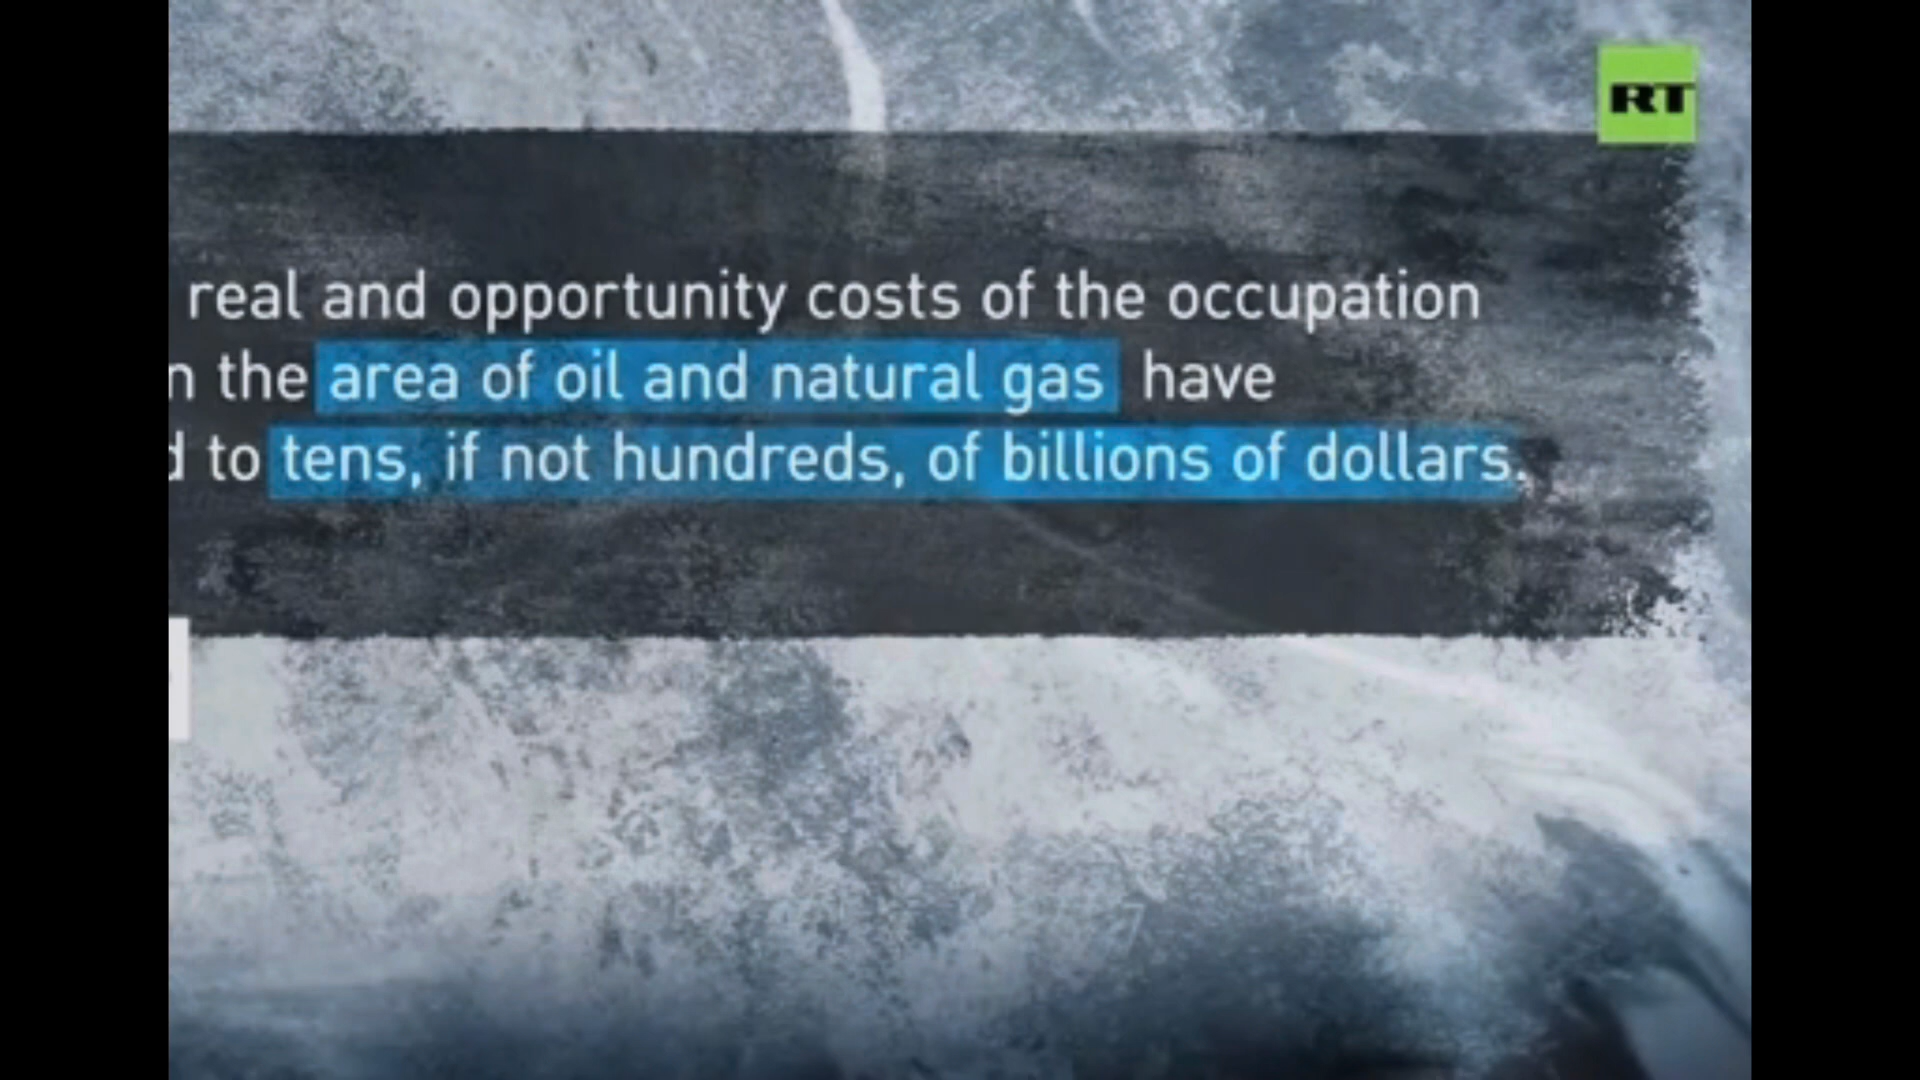 RT
real and opportunity costs of the occupation
the area of oil and natural gas have
to tens, if not hundreds, of billions of dollars.